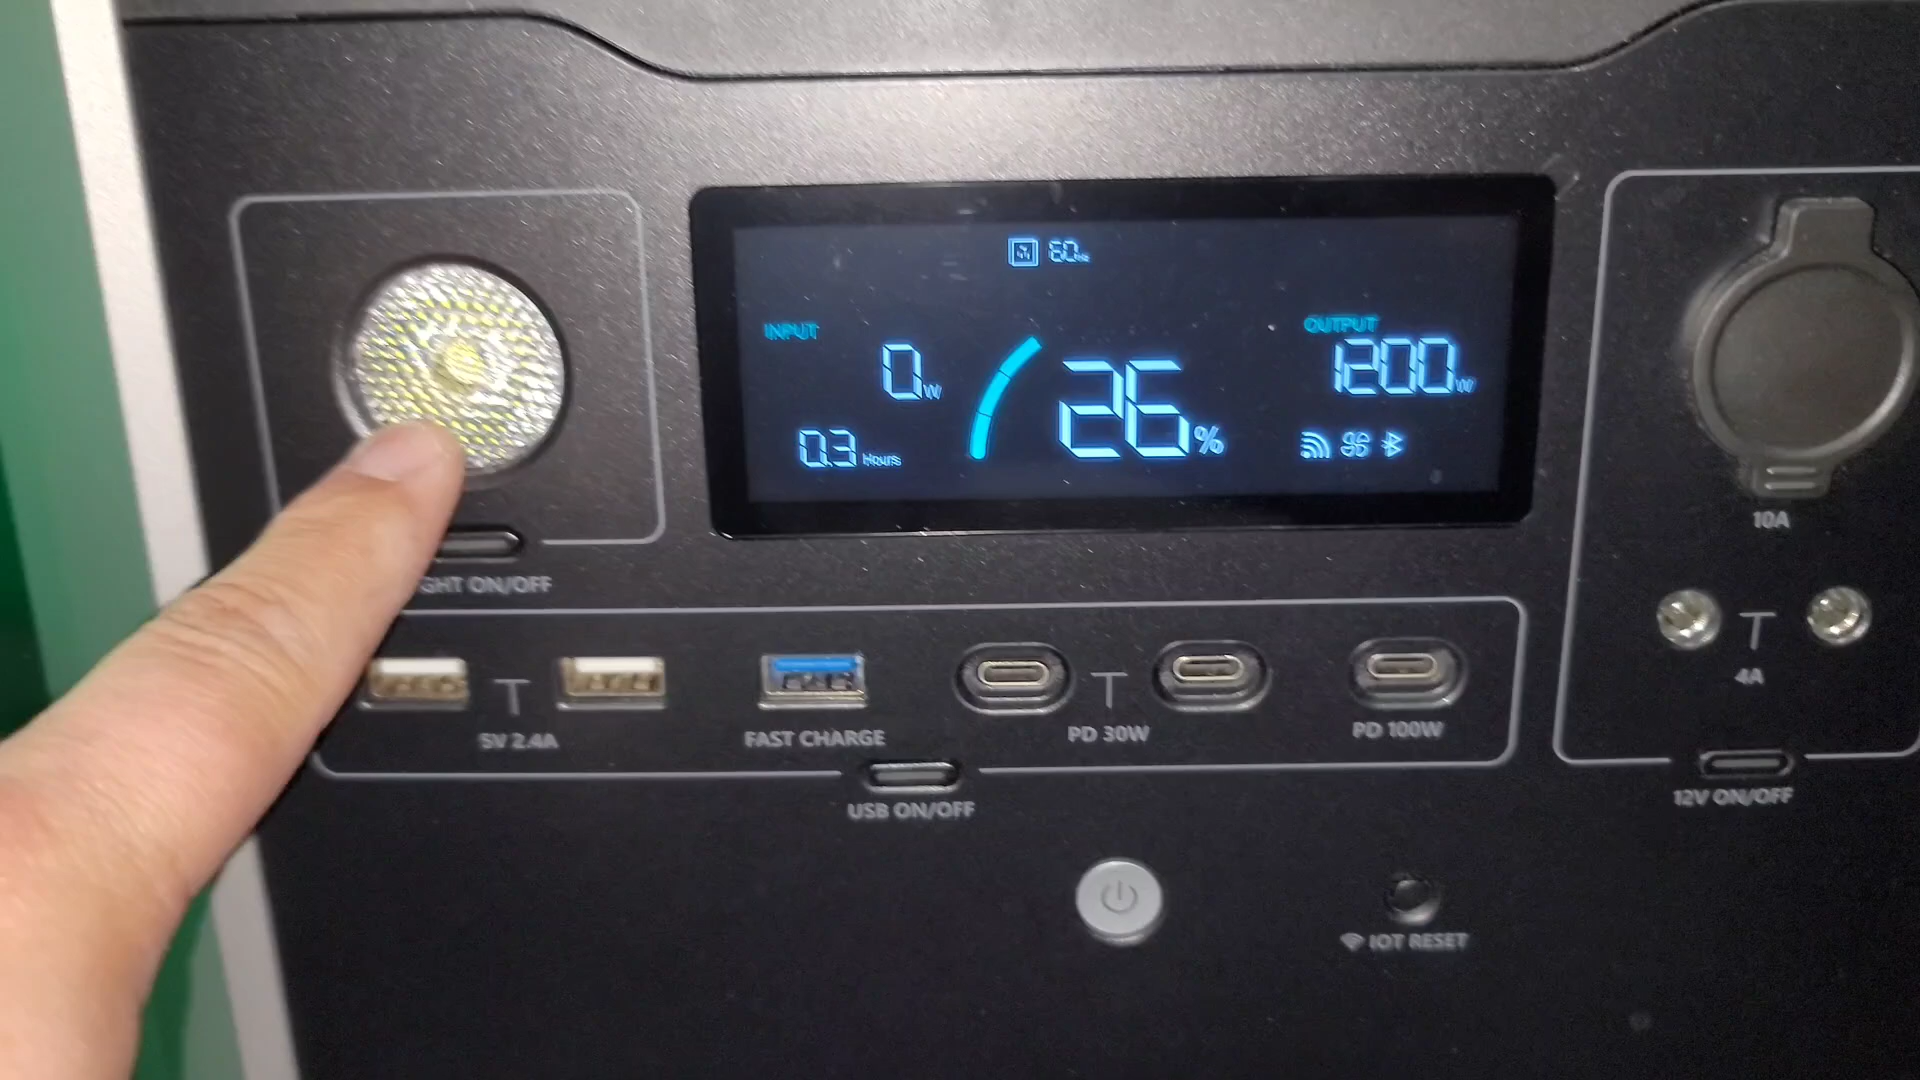 60Hz
INPUT
OUTPUT
0W
1200W
26%
0.3 Hours
10A
GHT ON/OFF
4A
5V 2.4A
FAST CHARGE
PD 30W
PD 100W
USB ON/OFF
12V ON/OFF
IOT RESET